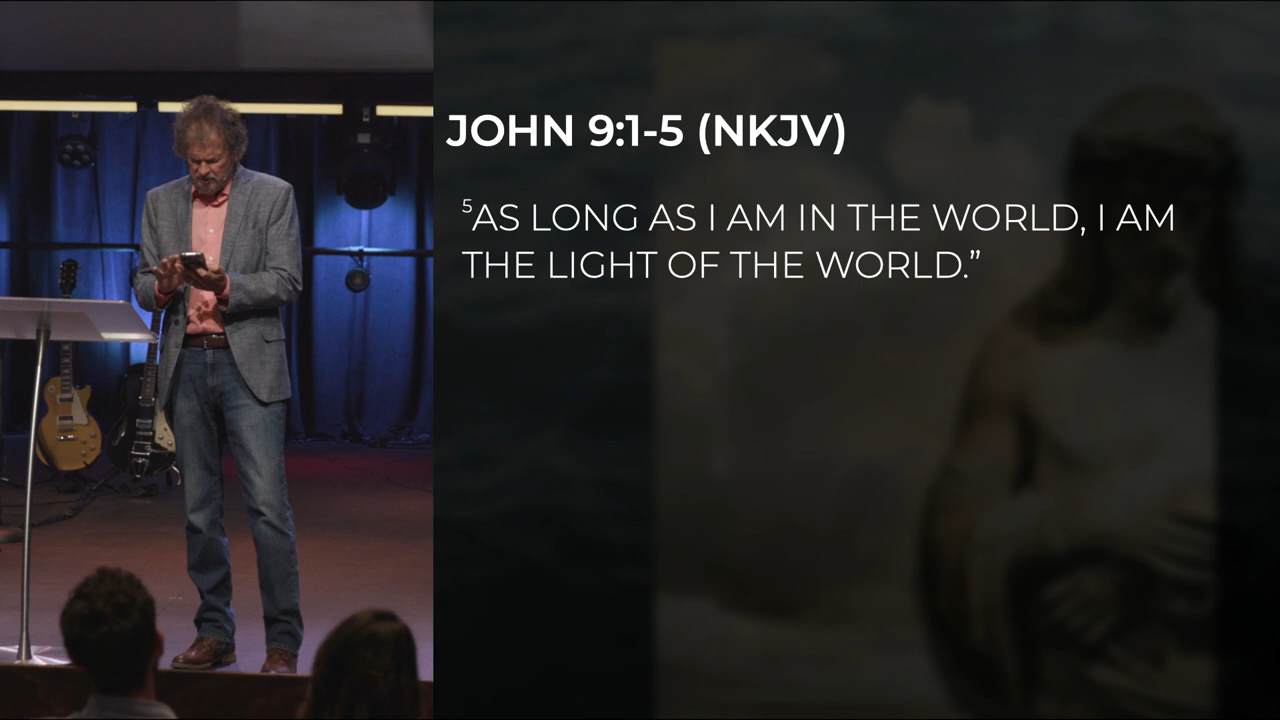 JOHN 9:1-5 (NKJV)
⁵AS LONG AS I AM IN THE WORLD, I AM
THE LIGHT OF THE WORLD.”